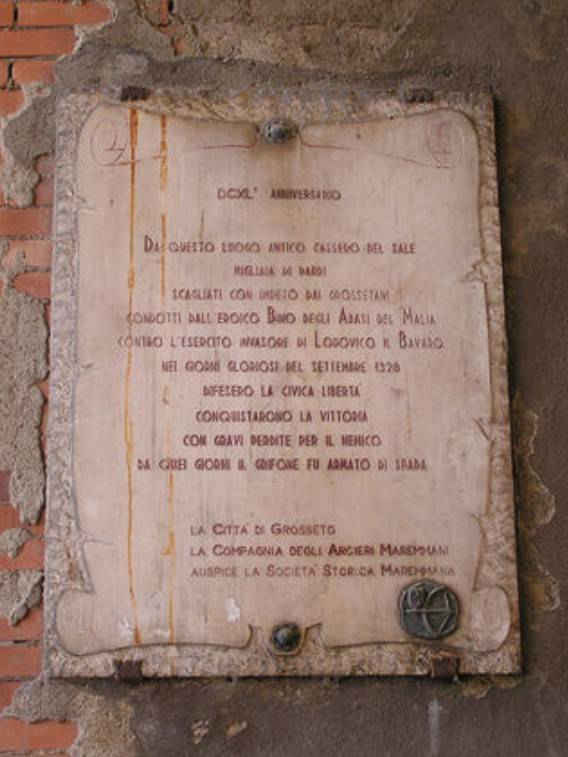 DCXL° ANNIVERSARIO
DA QUESTO LUOGO ANTICO CASSERO DEL SALE
MIGLIAIA DI DARDI
SCAGLIATI CON IMPETO DAI GROSSETANI
CONDOTTI DALL'EROICO BINO DEGLI ABATI DEL MALIA
CONTRO L'ESERCITO INVASORE DI LODOVICO IL BAVARO
NEI GIORNI GLORIOSI DEL SETTEMBRE 1328
DIFESERO LA CIVICA LIBERTA'
CONQUISTARONO LA VITTORIA
CON GRAVI PERDITE PER IL NEMICO
DA QUEI GIORNI IL GRIFONE FU ARMATO DI SPADA
LA CITTA' DI GROSSETO
LA COMPAGNIA DEGLI ARCIERI MAREMMANI
AUSPICE LA SOCIETA' STORICA MAREMMANA